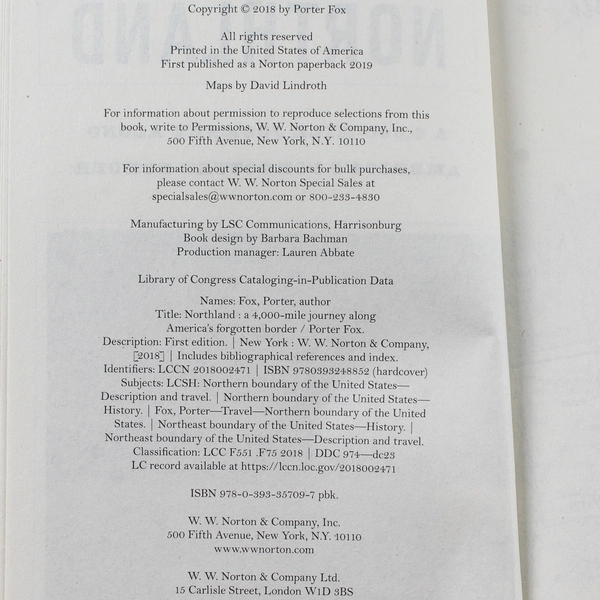 Copyright © 2018 by Porter Fox
All rights reserved
Printed in the United States of America
First published as a Norton paperback 2019
Maps by David Lindroth
For information about permission to reproduce selections from this
book, write to Permissions, W. W. Norton & Company, Inc.,
500 Fifth Avenue, New York, N.Y. 10110
For information about special discounts for bulk purchases,
please contact W. W. Norton Special Sales at
specialsales@wwnorton.com or 800-233-4830
Manufacturing by LSC Communications, Harrisonburg
Book design by Barbara Bachman
Production manager: Lauren Abbate
Library of Congress Cataloging-in-Publication Data
Names: Fox, Porter, author
Title: Northland : a 4,000-mile journey along
America's forgotten border / Porter Fox.
Description: First edition. | New York : W. W. Norton & Company,
[2018] | Includes bibliographical references and index.
Identifiers: LCCN 2018002471 | ISBN 9780393248852 (hardcover)
Subjects: LCSH: Northern boundary of the United States—
Description and travel. | Northern boundary of the United States—
History. | Fox, Porter—Travel—Northern boundary of the United
States. | Northeast boundary of the United States—History. |
Northeast boundary of the United States—Description and travel.
Classification: LCC F551 .F75 2018 | DDC 974—dc23
LC record available at https://lccn.loc.gov/2018002471
ISBN 978-0-393-35709-7 pbk.
W. W. Norton & Company, Inc.
500 Fifth Avenue, New York, N.Y. 10110
www.wwnorton.com
W. W. Norton & Company Ltd.
15 Carlisle Street, London W1D 3BS